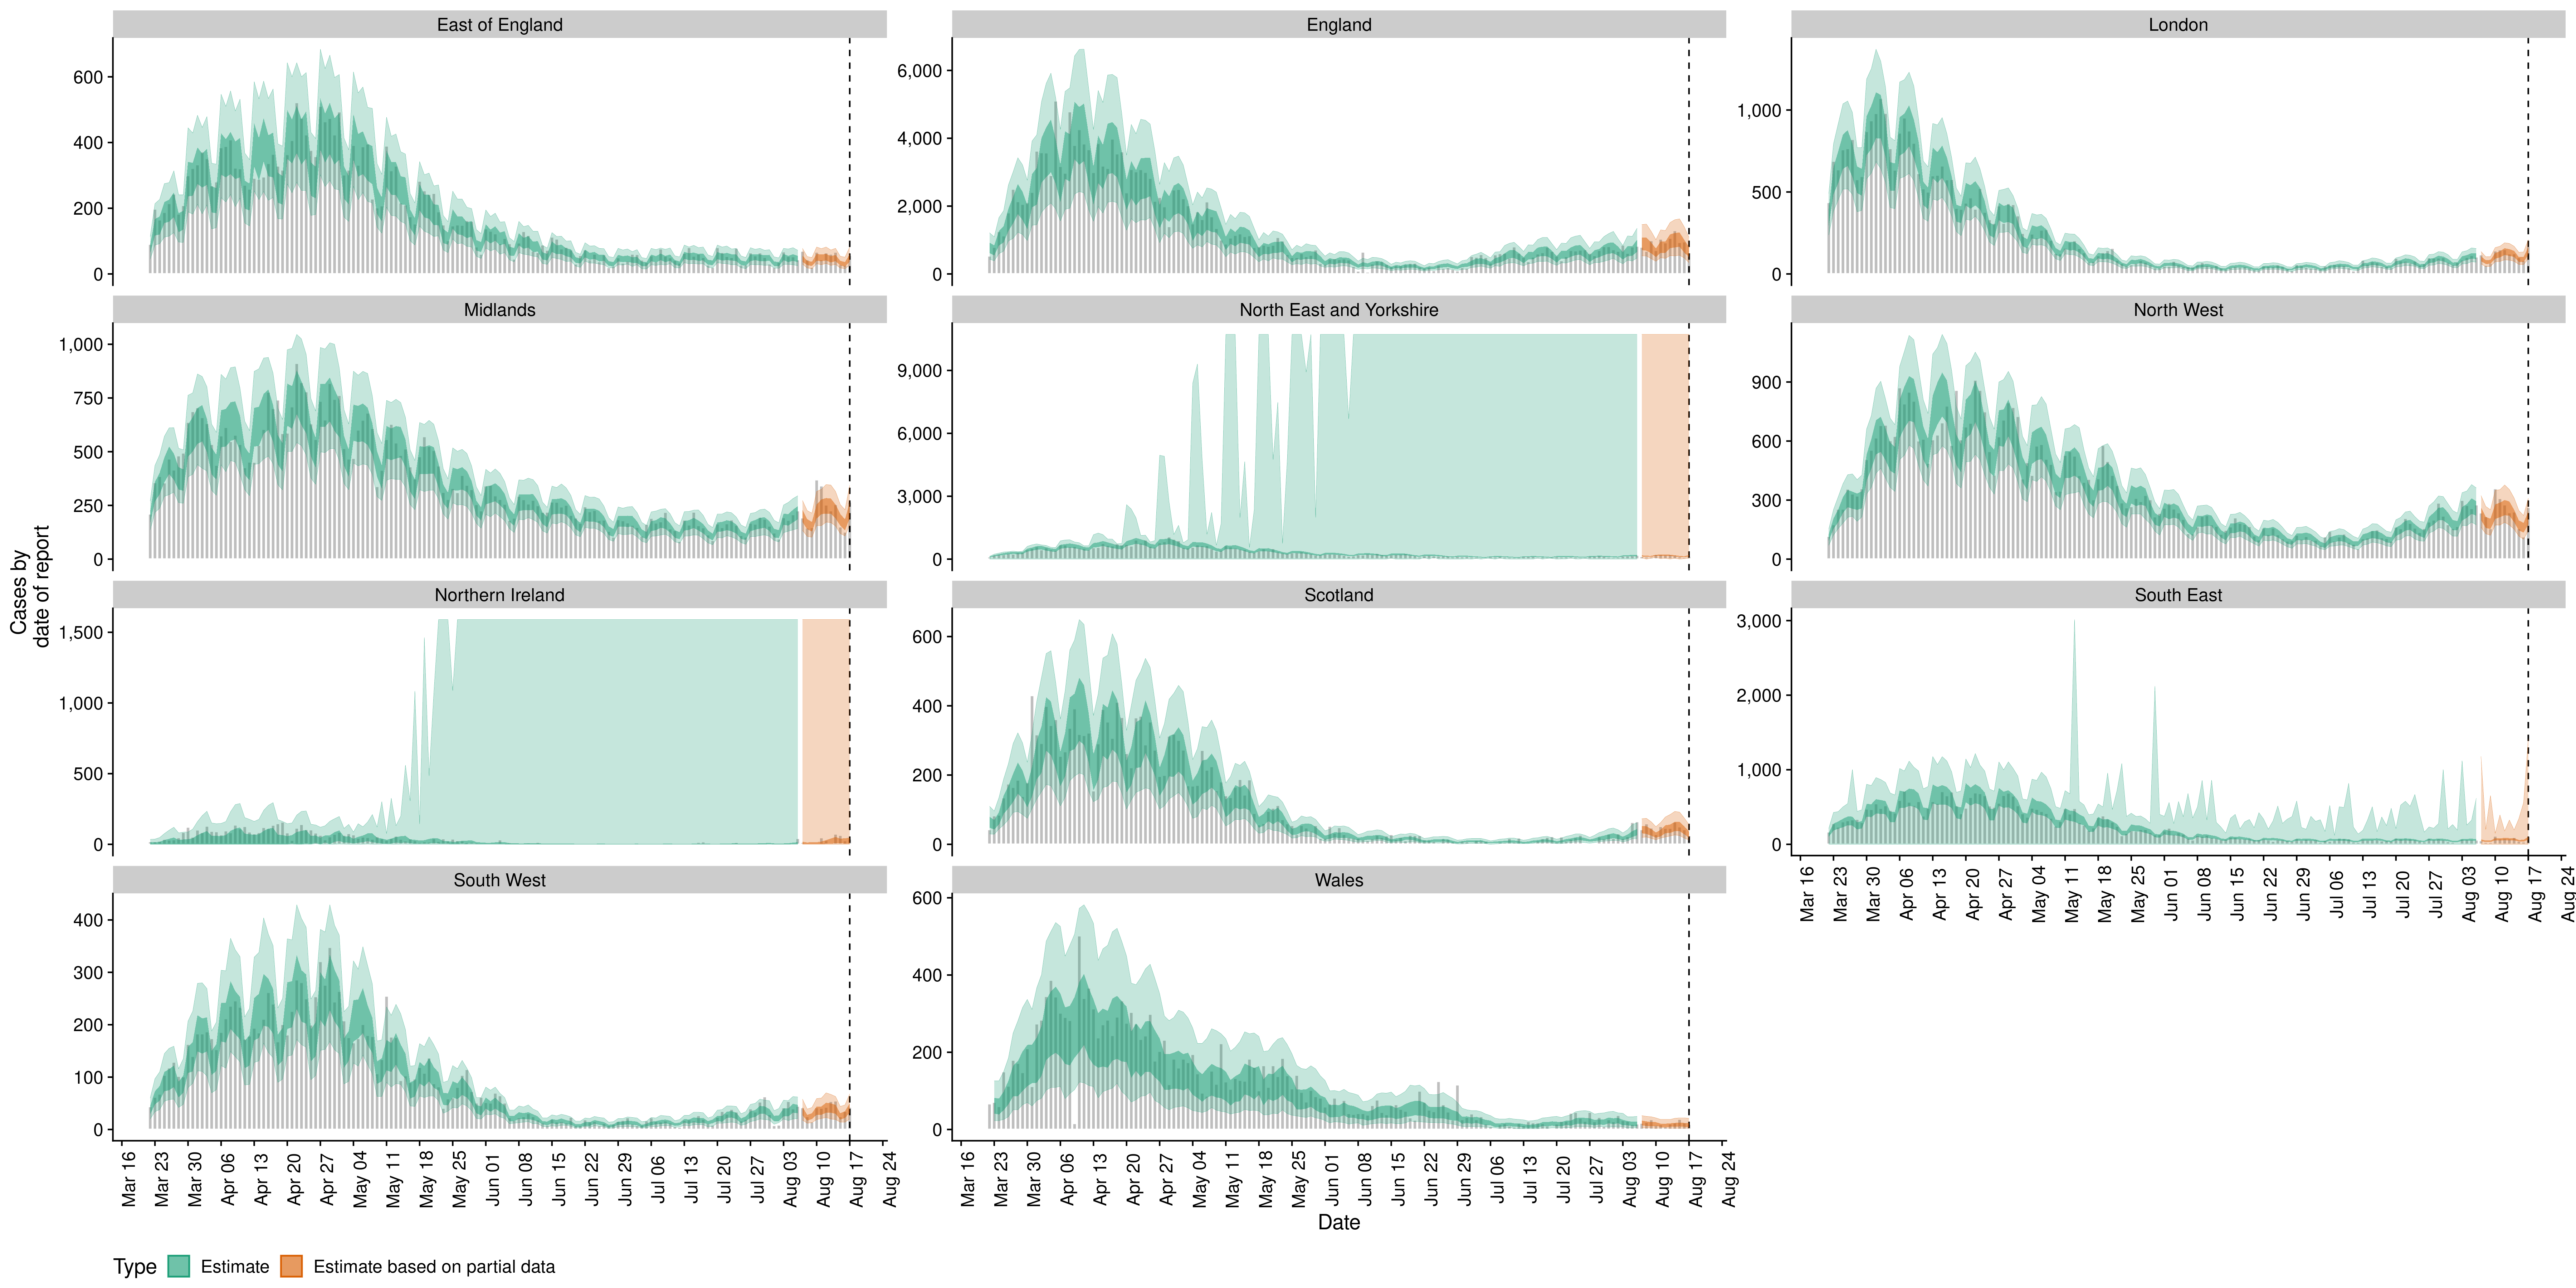 East of England
England
London
600
400
200
0
6,000
4,000
2,000
0
1,000
500
0
Midlands
North East and Yorkshire
North West
1,000
750
500
250
0
9,000
6,000
3,000
0
900
600
300
0
Northern Ireland
Scotland
South East
1,500
1,000
500
0
600
400
200
0
3,000
2,000
1,000
0
Mar 16
Mar 23
Mar 30
Apr 06
Apr 13
Apr 20
Apr 27
May 04
May 11
May 18
May 25
Jun 01
Jun 08
Jun 15
Jun 22
Jun 29
Jul 06
Jul 13
Jul 20
Jul 27
Aug 03
Aug 10
Aug 17
Aug 24
South West
Wales
400
300
200
100
0
600
400
200
0
Mar 16
Mar 23
Mar 30
Apr 06
Apr 13
Apr 20
Apr 27
May 04
May 11
May 18
May 25
Jun 01
Jun 08
Jun 15
Jun 22
Jun 29
Jul 06
Jul 13
Jul 20
Jul 27
Aug 03
Aug 10
Aug 17
Aug 24
Mar 16
Mar 23
Mar 30
Apr 06
Apr 13
Apr 20
Apr 27
May 04
May 11
May 18
May 25
Jun 01
Jun 08
Jun 15
Jun 22
Jun 29
Jul 06
Jul 13
Jul 20
Jul 27
Aug 03
Aug 10
Aug 17
Aug 24
Cases by
date of report
Date
Type
Estimate
Estimate based on partial data